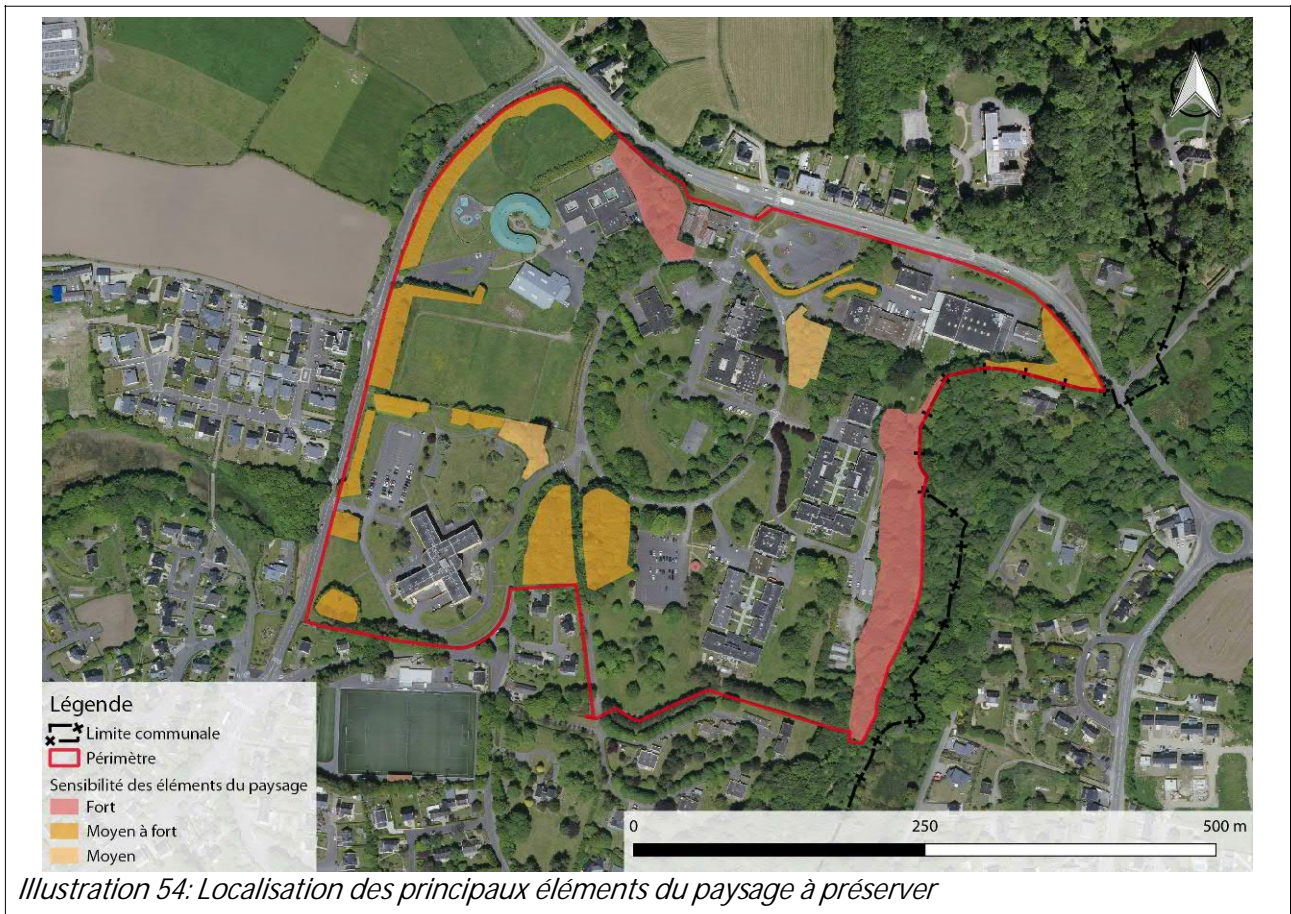 Légende
Limite communale
Périmètre
Sensibilité des éléments du paysage
Fort
Moyen à fort
Moyen
0 250 500 m
Illustration 54: Localisation des principaux éléments du paysage à préserver